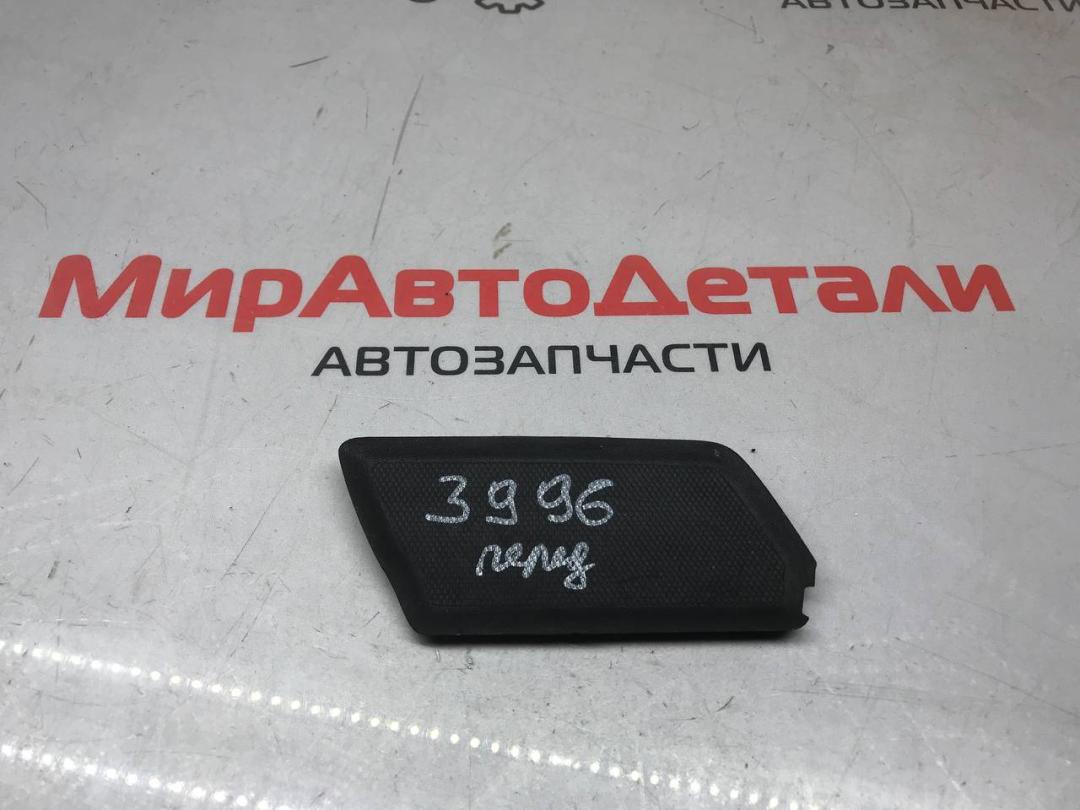 АВТОЗАПЧАСТИ
МирАвтоДетали
АВТОЗАПЧАСТИ
3996
перед